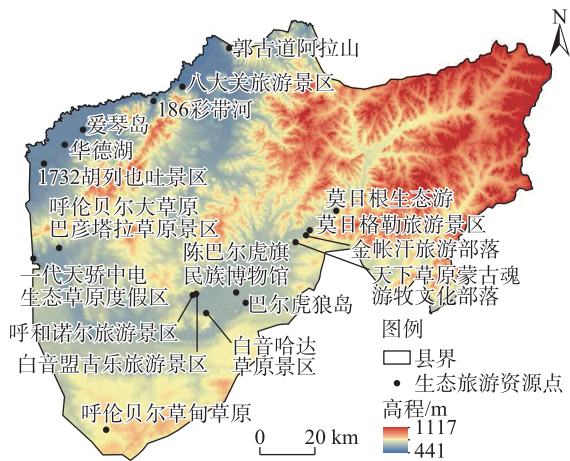 N
郭古道阿拉山
八大关旅游景区
186彩带河
爱琴岛
华德湖
1732胡列也吐景区
呼伦贝尔大草原
巴彦塔拉草原景区
莫日根生态游
莫日格勒旅游景区
金帐汗旅游部落
天下草原蒙古魂
游牧文化部落
陈巴尔虎旗
民族博物馆
一代天骄中电
生态草原度假区
巴尔虎狼岛
呼和诺尔旅游景区
白音哈达
草原景区
白音盟古乐旅游景区
呼伦贝尔草甸草原
图例
县界
生态旅游资源点
高程/m
1117
441
0 20 km